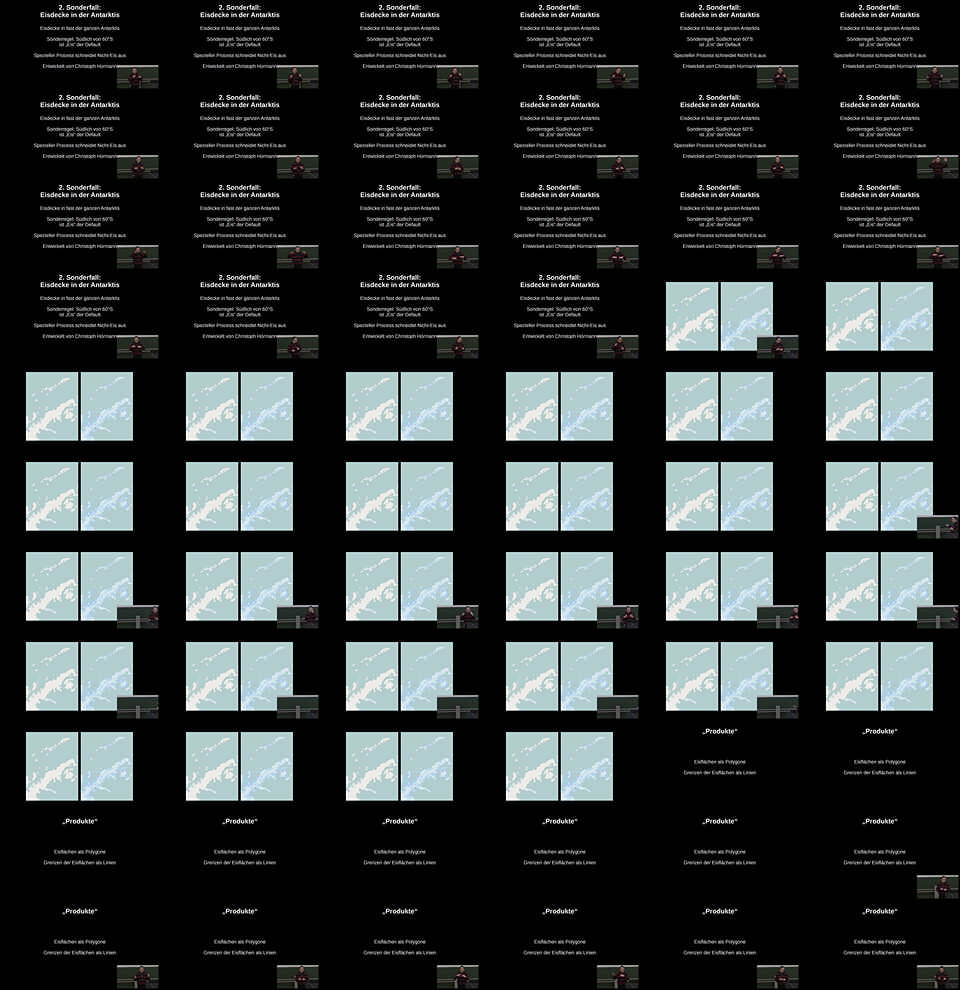 2. Sonderfall:
Eisdecke in der Antarktis
Eisdecke in fast der ganzen Antarktis
Sonderregel: Südlich von 60°S
ist „Eis“ der Default
Spezieller Process schneidet Nicht-Eis aus
Entwickelt von Christoph Hormann
„Produkte“
Eisflächen als Polygone
Grenzen der Eisflächen als Linien